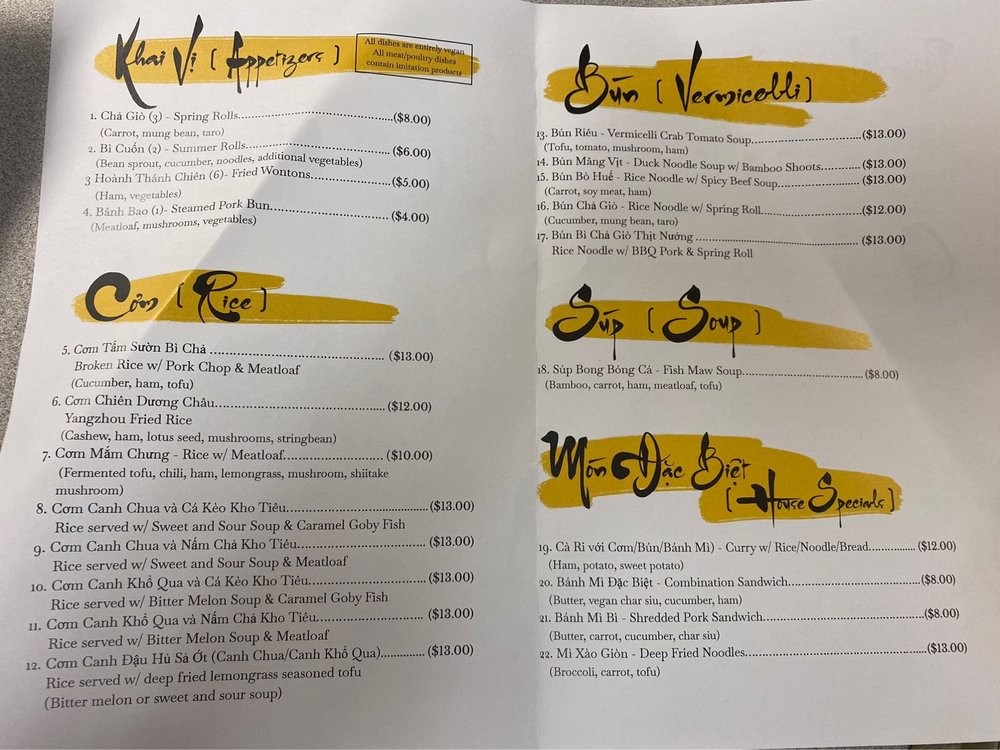 Khai Vị [ Appetizers ]
All dishes are entirely vegan
All meat/poultry dishes
contain imitation products
1. Chả Giò (3) - Spring Rolls..............................($8.00)
(Carrot, mung bean, taro)
2. Bì Cuốn (2) - Summer Rolls..............................($6.00)
(Bean sprout, cucumber, noodles, additional vegetables)
3 Hoành Thánh Chiên (6)- Fried Wontons................($5.00)
(Ham, vegetables)
4. Bánh Bao (1)- Steamed Pork Bun.........................($4.00)
(Meatloaf, mushrooms, vegetables)
Cơm [ Rice ]
5. Cơm Tấm Sườn Bì Chả ..............................($13.00)
Broken Rice w/ Pork Chop & Meatloaf
(Cucumber, ham, tofu)
6. Cơm Chiên Dương Châu..............................($12.00)
Yangzhou Fried Rice
(Cashew, ham, lotus seed, mushrooms, stringbean)
7. Cơm Mắm Chưng - Rice w/ Meatloaf....................($10.00)
(Fermented tofu, chili, ham, lemongrass, mushroom, shiitake
mushroom)
8. Cơm Canh Chua và Cá Kèo Kho Tiêu..............................($13.00)
Rice served w/ Sweet and Sour Soup & Caramel Goby Fish
9. Cơm Canh Chua và Nấm Chả Kho Tiêu.........................($13.00)
Rice served w/ Sweet and Sour Soup & Meatloaf
10. Cơm Canh Khổ Qua và Cá Kèo Kho Tiêu.....................($13.00)
Rice served w/ Bitter Melon Soup & Caramel Goby Fish
11. Cơm Canh Khổ Qua và Nấm Chả Kho Tiêu....................($13.00)
Rice served w/ Bitter Melon Soup & Meatloaf
12. Cơm Canh Đậu Hủ Sả Ớt (Canh Chua/Canh Khổ Qua)............($13.00)
Rice served w/ deep fried lemongrass seasoned tofu
(Bitter melon or sweet and sour soup)
Bún [ Vermicelli ]
13. Bún Riêu - Vermicelli Crab Tomato Soup....................($13.00)
(Tofu, tomato, mushroom, ham)
14. Bún Măng Vịt - Duck Noodle Soup w/ Bamboo Shoots..........($13.00)
15. Bún Bò Huế - Rice Noodle w/ Spicy Beef Soup...............($13.00)
(Carrot, soy meat, ham)
16. Bún Chả Giò - Rice Noodle w/ Spring Roll....................($12.00)
(Cucumber, mung bean, taro)
17. Bún Bì Chả Giò Thịt Nướng ..............................($13.00)
Rice Noodle w/ BBQ Pork & Spring Roll
Súp [ Soup ]
18. Súp Bong Bóng Cá - Fish Maw Soup.........................($8.00)
(Bamboo, carrot, ham, meatloaf, tofu)
Món Đặc Biệt
[ House Specials ]
19. Cà Ri với Cơm/Bún/Bánh Mì) - Curry w/ Rice/Noodle/Bread............($12.00)
(Ham, potato, sweet potato)
20. Bánh Mì Đặc Biệt - Combination Sandwich.........................($8.00)
(Butter, vegan char siu, cucumber, ham)
21. Bánh Mì Bì - Shredded Pork Sandwich..............................($8.00)
(Butter, carrot, cucumber, char siu)
22. Mì Xào Giòn - Deep Fried Noodles..............................($13.00)
(Broccoli, carrot, tofu)